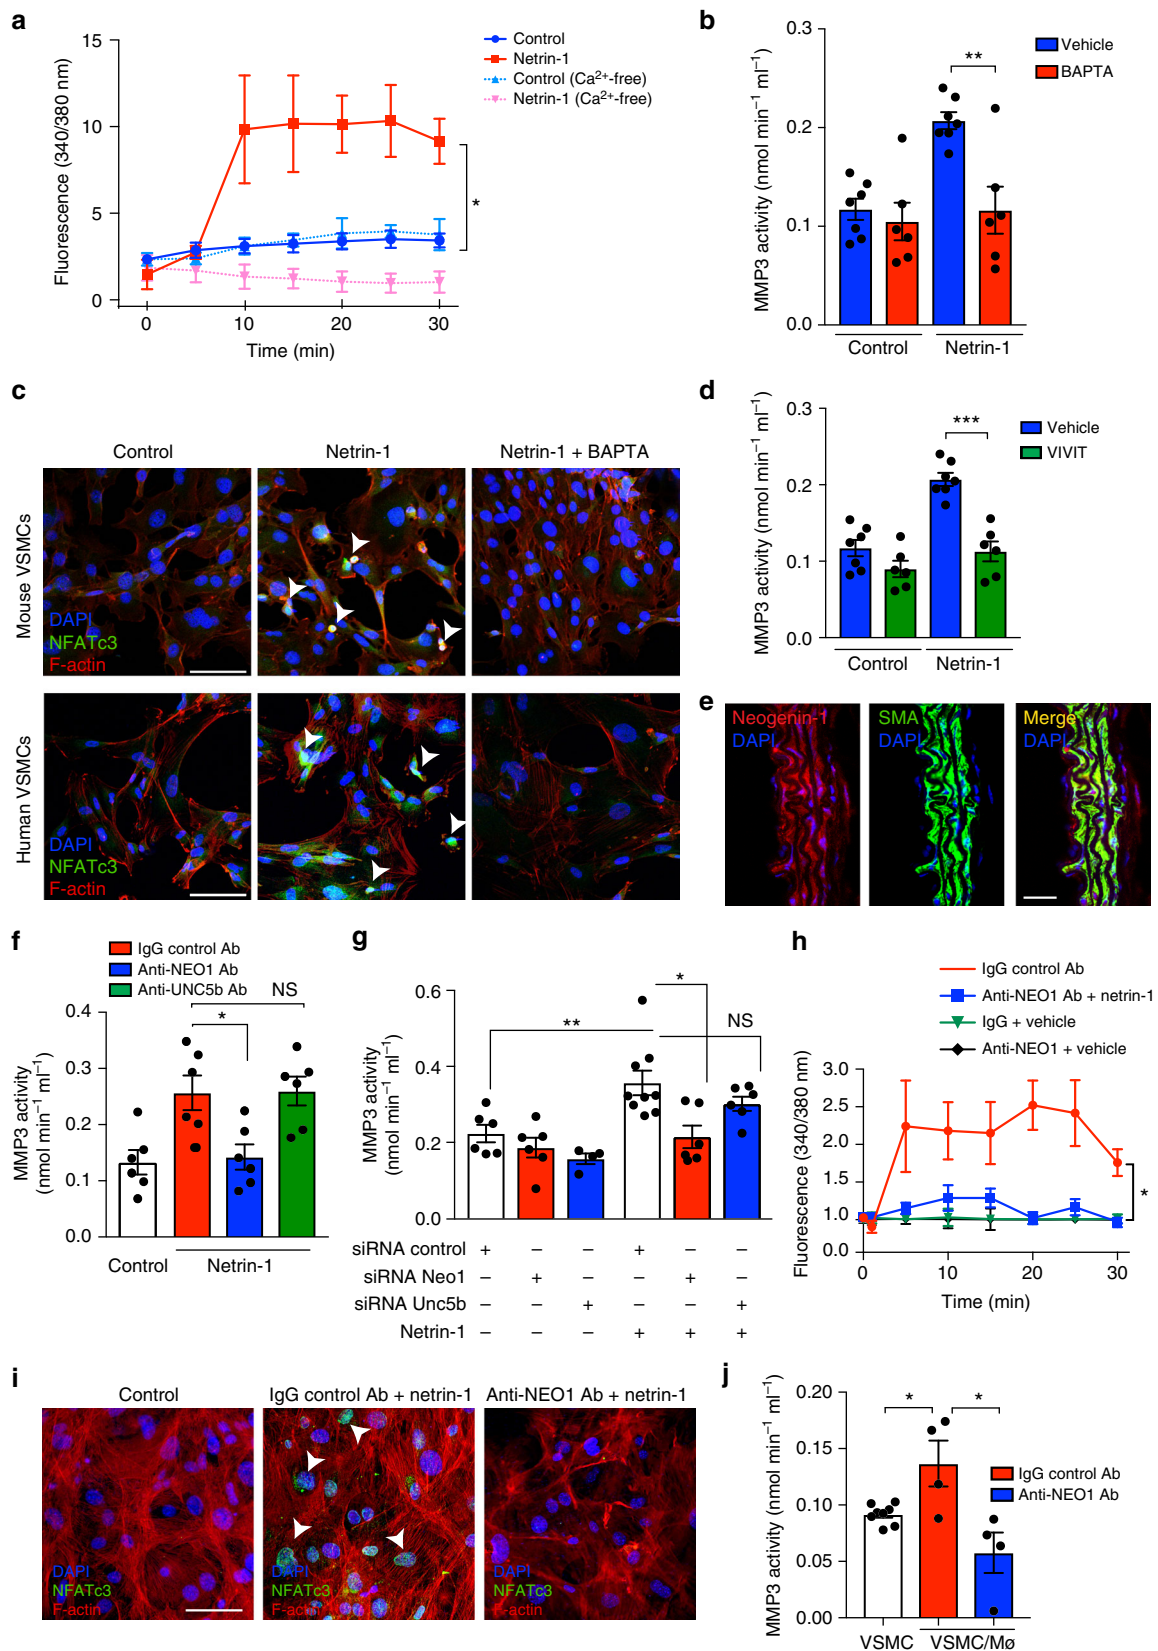 a
15
10
5
0
Fluorescence (340/380 nm)
0 10 20 30
Time (min)
Control
Netrin-1
Control (Ca²⁺-free)
Netrin-1 (Ca²⁺-free)
*
b
MMP3 activity (nmol min⁻¹ ml⁻¹)
0.3
0.2
0.1
0.0
**
Vehicle
BAPTA
Control Netrin-1
c
Control Netrin-1 Netrin-1 + BAPTA
Mouse VSMCs
DAPI
NFATc3
F-actin
Human VSMCs
DAPI
NFATc3
F-actin
d
MMP3 activity (nmol min⁻¹ ml⁻¹)
0.3
0.2
0.1
0.0
***
Vehicle
VIVIT
Control Netrin-1
e
Neogenin-1
DAPI
SMA
DAPI
Merge
DAPI
f
IgG control Ab
Anti-NEO1 Ab
Anti-UNC5b Ab
NS
*
MMP3 activity
(nmol min⁻¹ ml⁻¹)
0.4
0.3
0.2
0.1
0.0
Control Netrin-1
g
MMP3 activity
(nmol min⁻¹ ml⁻¹)
0.6
0.4
0.2
0.0
*
**
NS
siRNA control + – – + – –
siRNA Neo1 – + – – + –
siRNA Unc5b – – + – – +
Netrin-1 – – – + + +
h
IgG control Ab
Anti-NEO1 Ab + netrin-1
IgG + vehicle
Anti-NEO1 + vehicle
Fluorescence (340/380 nm)
3.0
2.0
1.5
1.0
0.0
*
0 10 20 30
Time (min)
i
Control IgG control Ab + netrin-1 Anti-NEO1 Ab + netrin-1
DAPI
NFATc3
F-actin
DAPI
NFATc3
F-actin
DAPI
NFATc3
F-actin
j
MMP3 activity (nmol min⁻¹ ml⁻¹)
0.20
0.15
0.10
0.05
0.00
* *
IgG control Ab
Anti-NEO1 Ab
VSMC VSMC/Mø